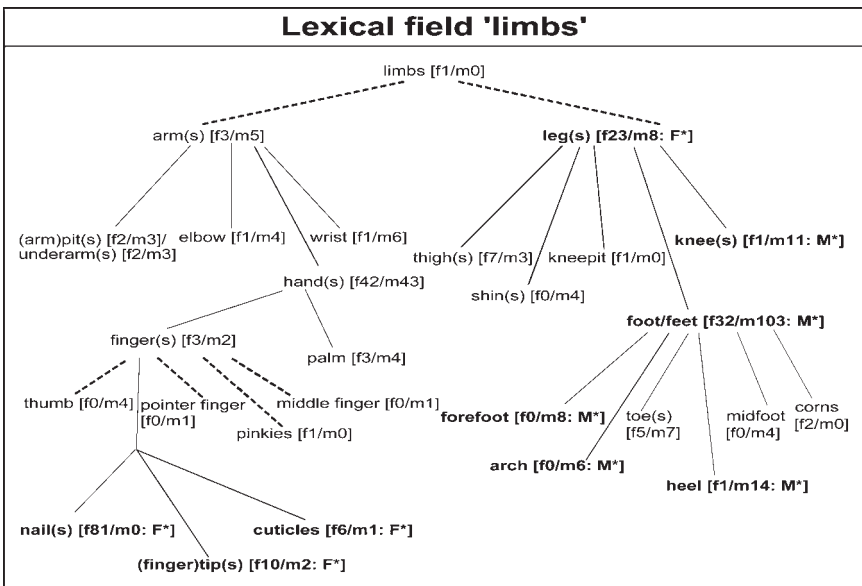 Lexical field 'limbs'
limbs [f1/m0]
arm(s) [f3/m5]
leg(s) [f23/m8: F*]
(arm)pit(s) [f2/m3]/
underarm(s) [f2/m3]
elbow [f1/m4]
wrist [f1/m6]
thigh(s) [f7/m3]
kneepit [f1/m0]
knee(s) [f1/m11: M*]
hand(s) [f42/m43]
shin(s) [f0/m4]
finger(s) [f3/m2]
palm [f3/m4]
foot/feet [f32/m103: M*]
thumb [f0/m4]
pointer finger
[f0/m1]
middle finger [f0/m1]
pinkies [f1/m0]
forefoot [f0/m8: M*]
toe(s)
[f5/m7]
midfoot
[f0/m4]
corns
[f2/m0]
arch [f0/m6: M*]
heel [f1/m14: M*]
nail(s) [f81/m0: F*]
cuticles [f6/m1: F*]
(finger)tip(s) [f10/m2: F*]